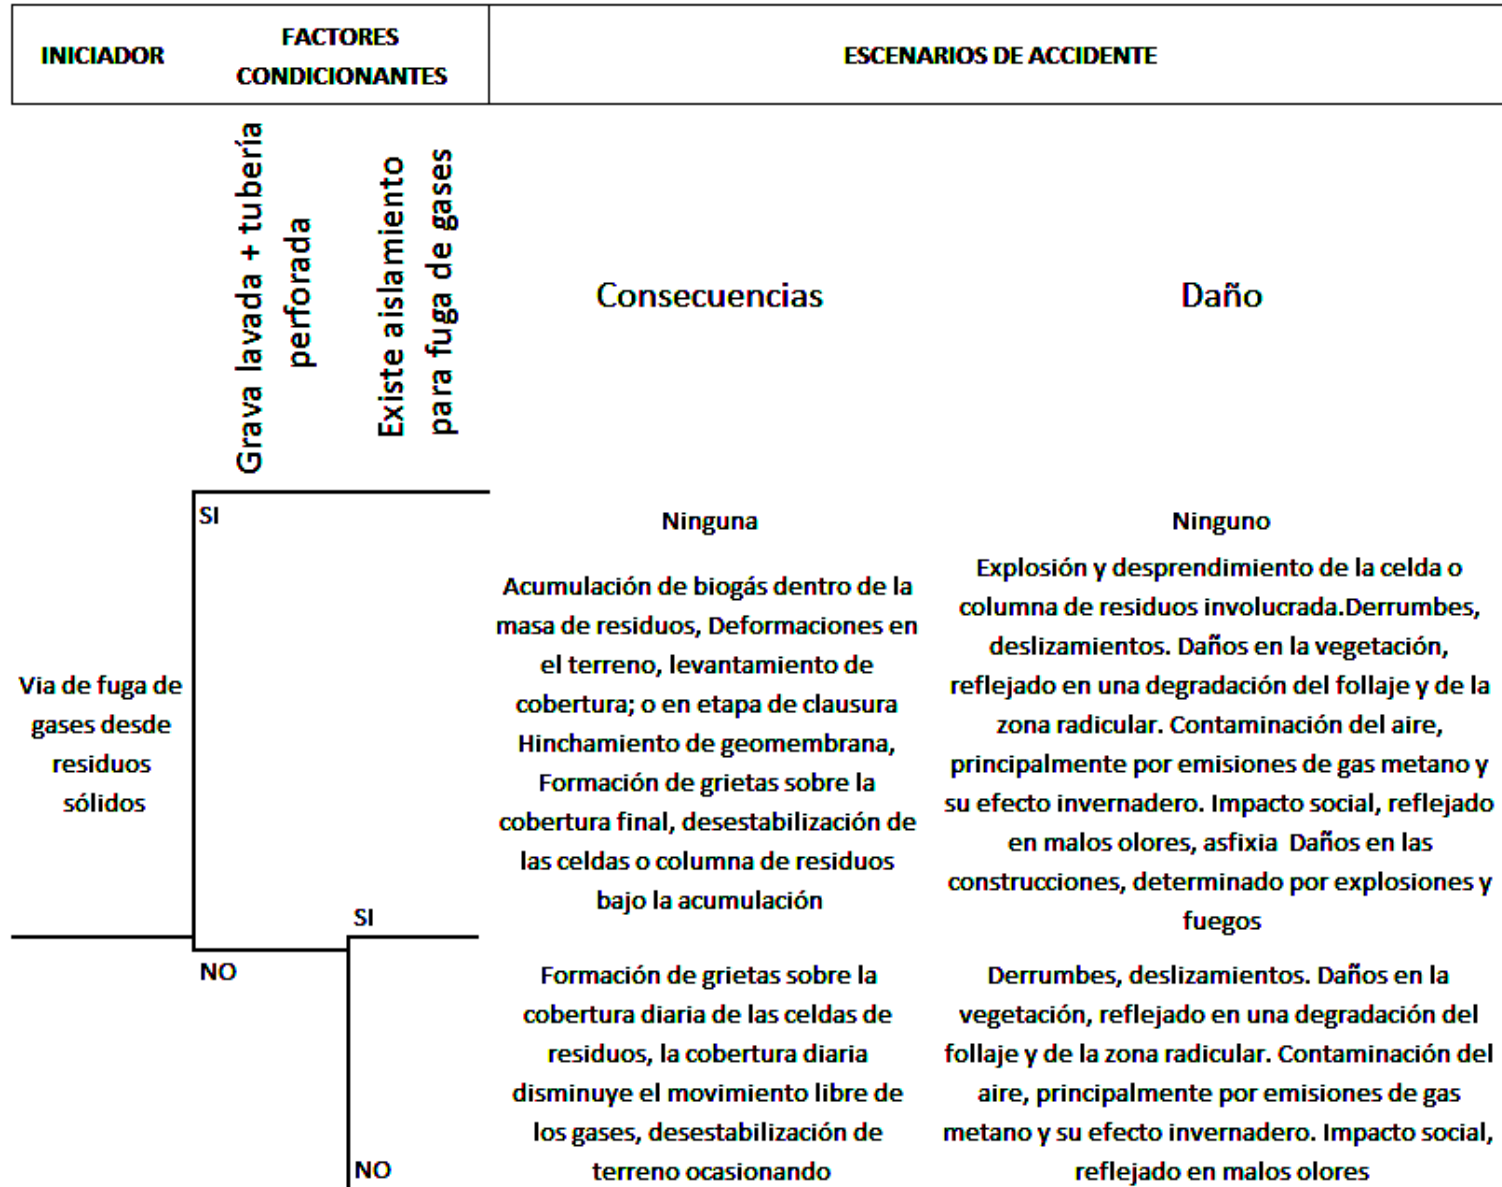 INICIADOR
FACTORES
CONDICIONANTES
ESCENARIOS DE ACCIDENTE
Grava lavada + tubería
perforada
Existe aislamiento
para fuga de gases
Consecuencias
Daño
SI
Ninguna
Ninguno
Via de fuga de
gases desde
residuos
sólidos
Acumulación de biogás dentro de la
masa de residuos, Deformaciones en
el terreno, levantamiento de
cobertura; o en etapa de clausura
Hinchamiento de geomembrana,
Formación de grietas sobre la
cobertura final, desestabilización de
las celdas o columna de residuos
bajo la acumulación
Explosión y desprendimiento de la celda o
columna de residuos involucrada.Derrumbes,
deslizamientos. Daños en la vegetación,
reflejado en una degradación del follaje y de la
zona radicular. Contaminación del aire,
principalmente por emisiones de gas metano y
su efecto invernadero. Impacto social, reflejado
en malos olores, asfixia  Daños en las
construcciones, determinado por explosiones y
fuegos
SI
NO
Formación de grietas sobre la
cobertura diaria de las celdas de
residuos, la cobertura diaria
disminuye el movimiento libre de
los gases, desestabilización de
terreno ocasionando
Derrumbes, deslizamientos. Daños en la
vegetación, reflejado en una degradación del
follaje y de la zona radicular. Contaminación del
aire, principalmente por emisiones de gas
metano y su efecto invernadero. Impacto social,
reflejado en malos olores
NO